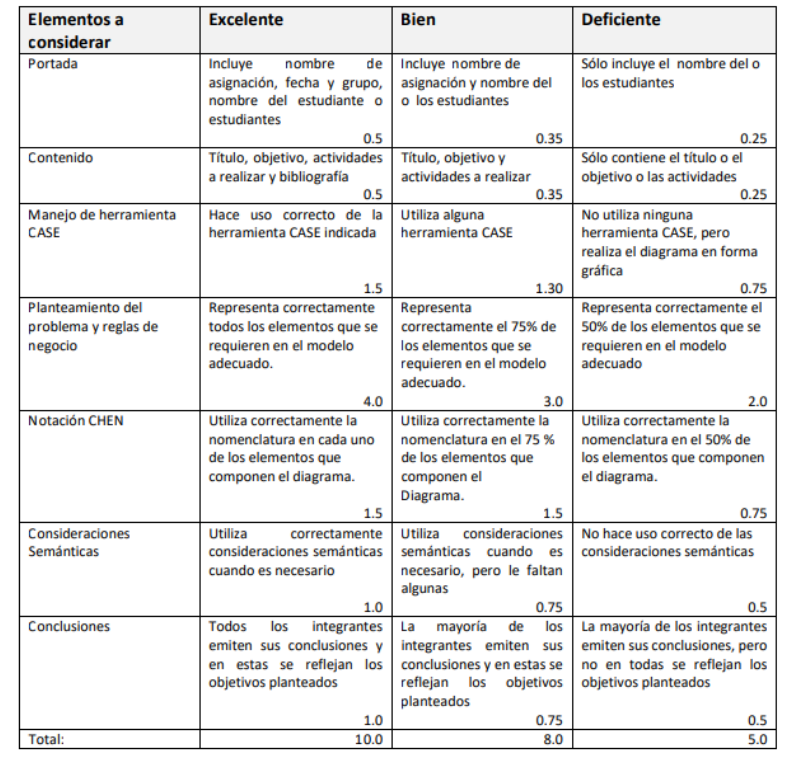 Elementos a considerar
Excelente
Bien
Deficiente
Portada
Incluye nombre de
asignación, fecha y grupo,
nombre del estudiante o
estudiantes
0.5
Incluye nombre de
asignación y nombre del
o los estudiantes
0.35
Sólo incluye el nombre del o
los estudiantes
0.25
Contenido
Título, objetivo, actividades
a realizar y bibliografía
0.5
Título, objetivo y
actividades a realizar
0.35
Sólo contiene el título o el
objetivo o las actividades
0.25
Manejo de herramienta
CASE
Hace uso correcto de la
herramienta CASE indicada
1.5
Utiliza alguna
herramienta CASE
1.30
No utiliza ninguna
herramienta CASE, pero
realiza el diagrama en forma
gráfica
0.75
Planteamiento del
problema y reglas de
negocio
Representa correctamente
todos los elementos que se
requieren en el modelo
adecuado.
4.0
Representa
correctamente el 75% de
los elementos que se
requieren en el modelo
adecuado.
3.0
Representa correctamente el
50% de los elementos que se
requieren en el modelo
adecuado
2.0
Notación CHEN
Utiliza correctamente la
nomenclatura en cada uno
de los elementos que
componen el diagrama.
1.5
Utiliza correctamente la
nomenclatura en el 75 %
de los elementos que
componen el
Diagrama.
1.5
Utiliza correctamente la
nomenclatura en el 50% de
los elementos que componen
el diagrama.
0.75
Consideraciones
Semánticas
Utiliza correctamente
consideraciones semánticas
cuando es necesario
1.0
Utiliza consideraciones
semánticas cuando es
necesario, pero le faltan
algunas
0.75
No hace uso correcto de las
consideraciones semánticas
0.5
Conclusiones
Todos los integrantes
emiten sus conclusiones y
en estas se reflejan los
objetivos planteados
1.0
La mayoría de los
integrantes emiten sus
conclusiones y en estas se
reflejan los objetivos
planteados
0.75
La mayoría de los integrantes
emiten sus conclusiones, pero
no en todas se reflejan los
objetivos planteados
0.5
Total:
10.0
8.0
5.0